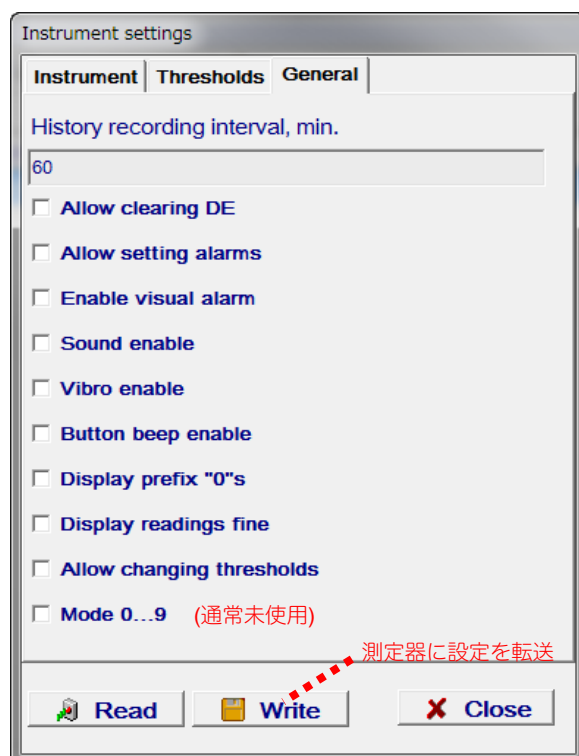 Instrument settings
Instrument Thresholds General
History recording interval, min.
60
Allow clearing DE
Allow setting alarms
Enable visual alarm
Sound enable
Vibro enable
Button beep enable
Display prefix "0"s
Display readings fine
Allow changing thresholds
Mode 0...9 (通常未使用)
測定器に設定を転送
Read Write Close